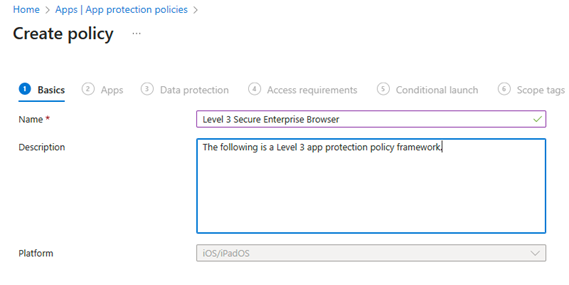 Home > Apps | App protection policies >
Create policy ...
1 Basics 2 Apps 3 Data protection 4 Access requirements 5 Conditional launch 6 Scope tags
Name * Level 3 Secure Enterprise Browser
Description The following is a Level 3 app protection policy framework.
Platform iOS/iPadOS